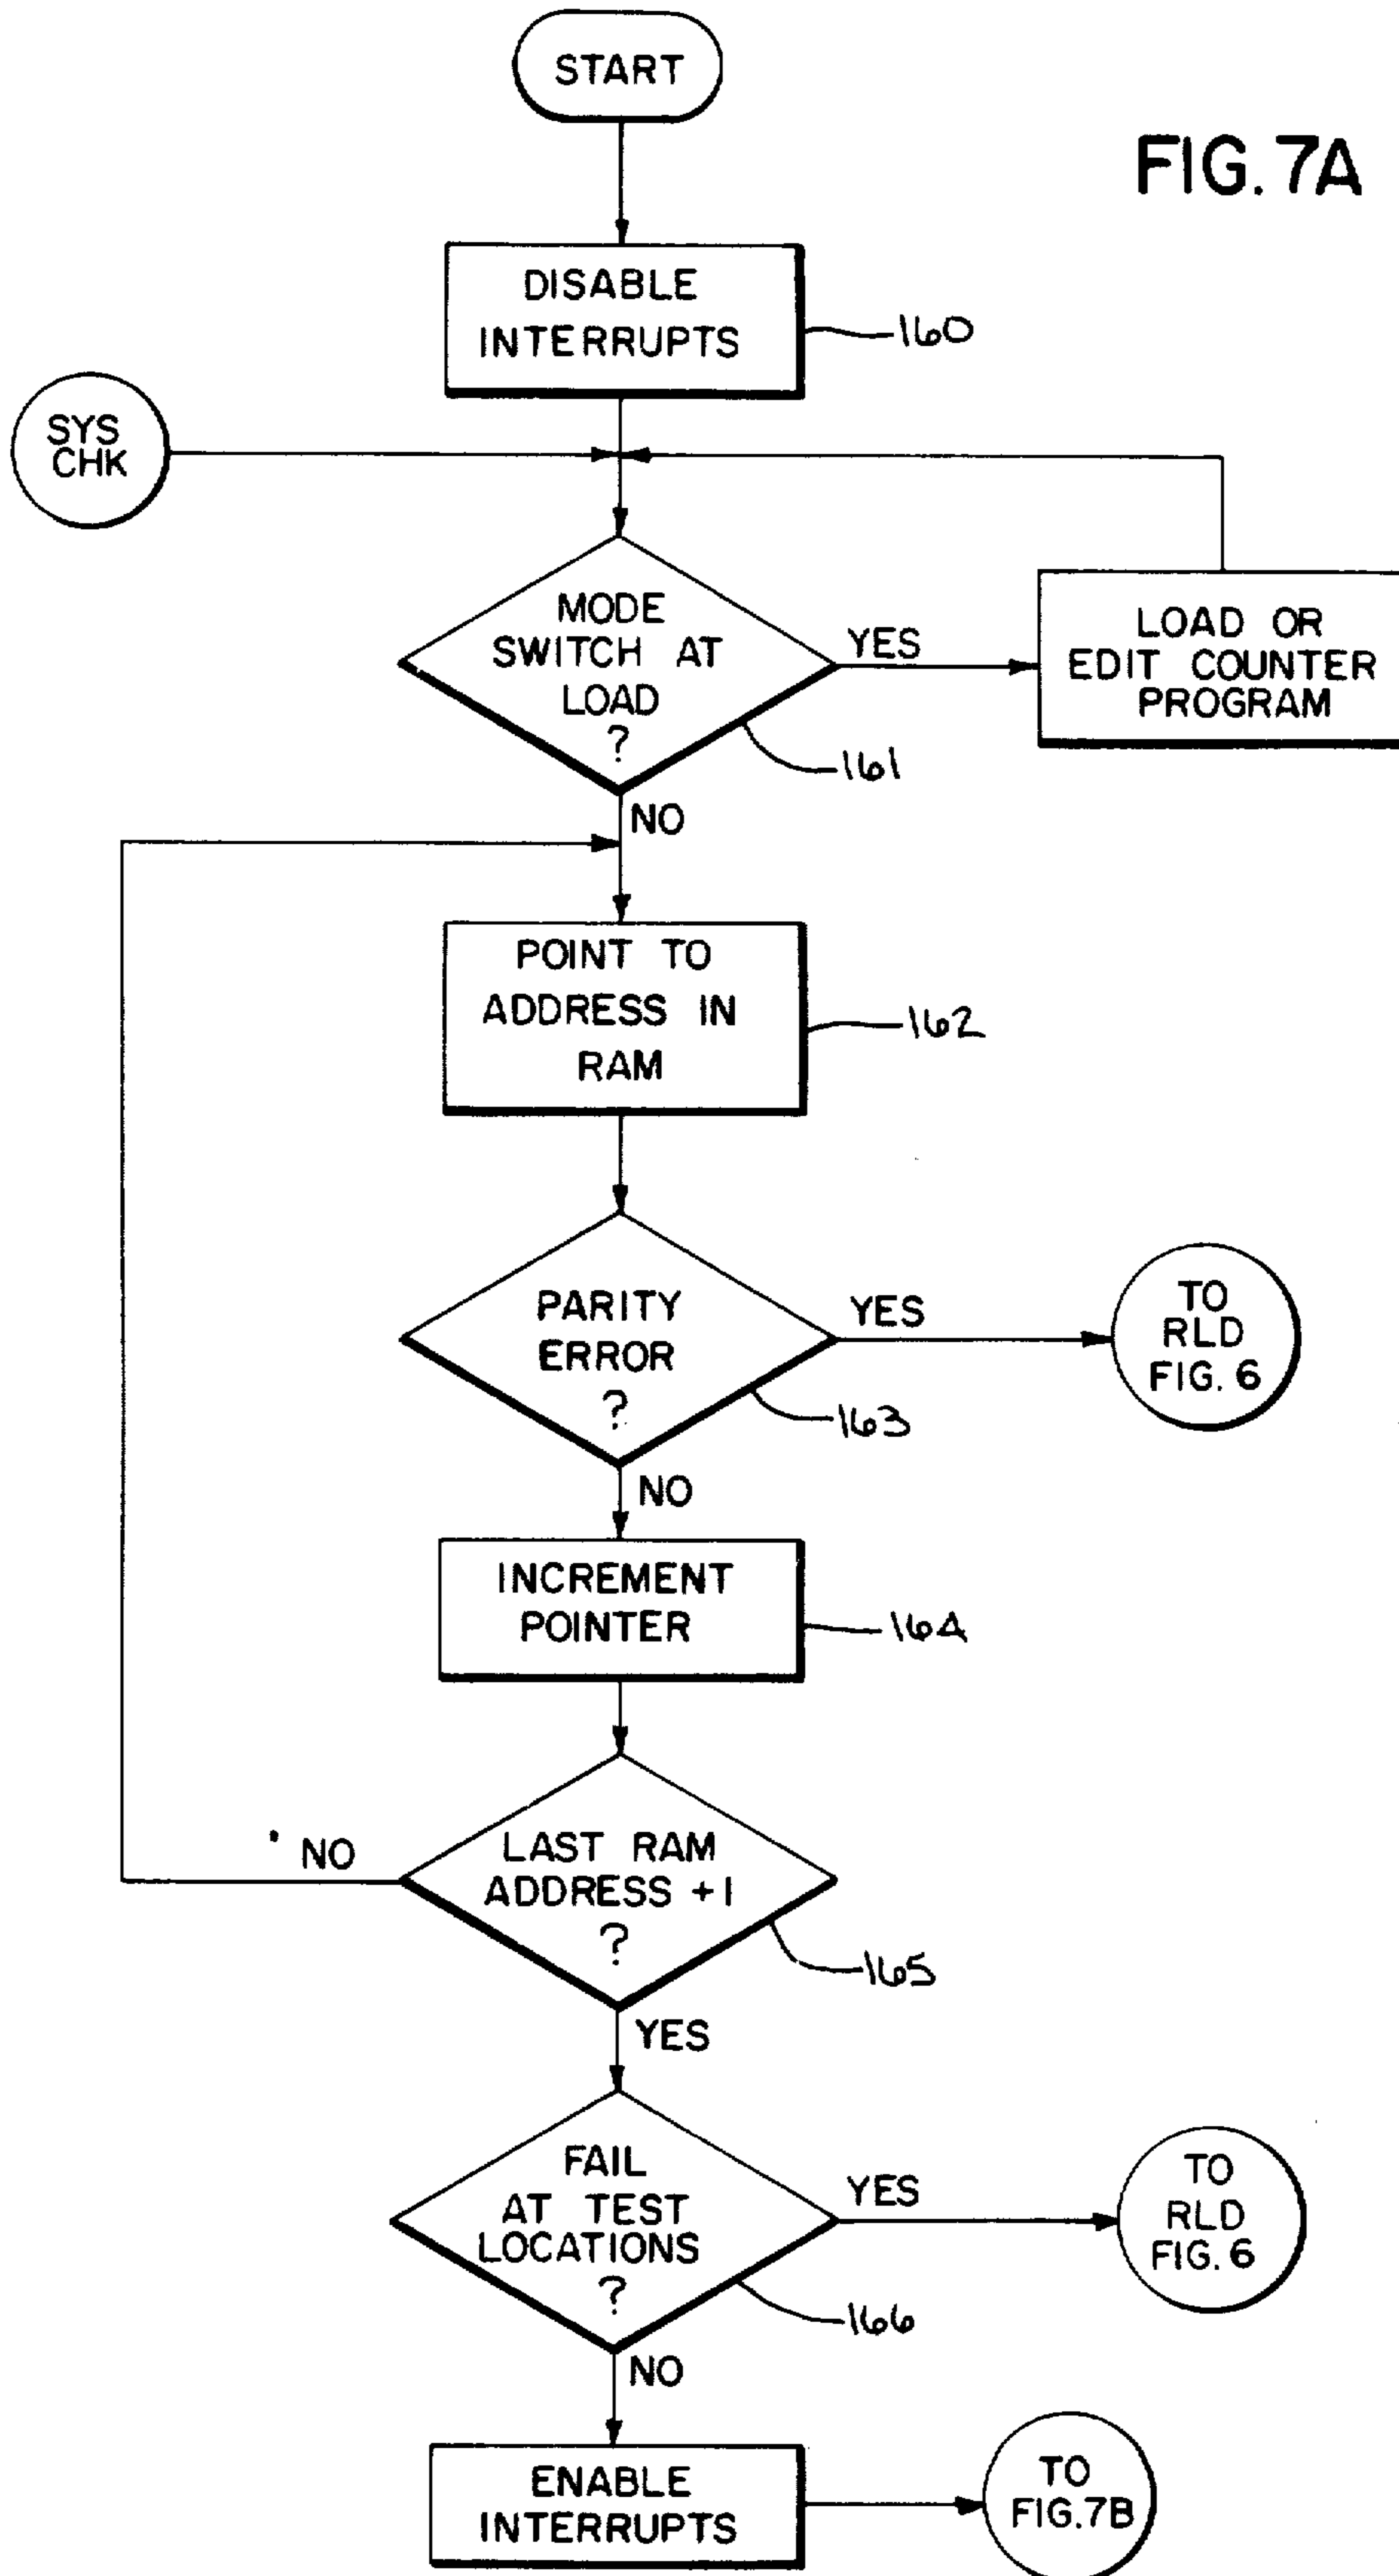 START
FIG. 7A
DISABLE
INTERRUPTS
160
SYS
CHK
MODE
SWITCH AT
LOAD
?
YES
LOAD OR
EDIT COUNTER
PROGRAM
161
NO
POINT TO
ADDRESS IN
RAM
162
PARITY
ERROR
?
YES
TO
RLD
FIG. 6
163
NO
INCREMENT
POINTER
164
LAST RAM
ADDRESS +1
?
NO
165
YES
FAIL
AT TEST
LOCATIONS
?
YES
TO
RLD
FIG. 6
166
NO
ENABLE
INTERRUPTS
TO
FIG. 7B